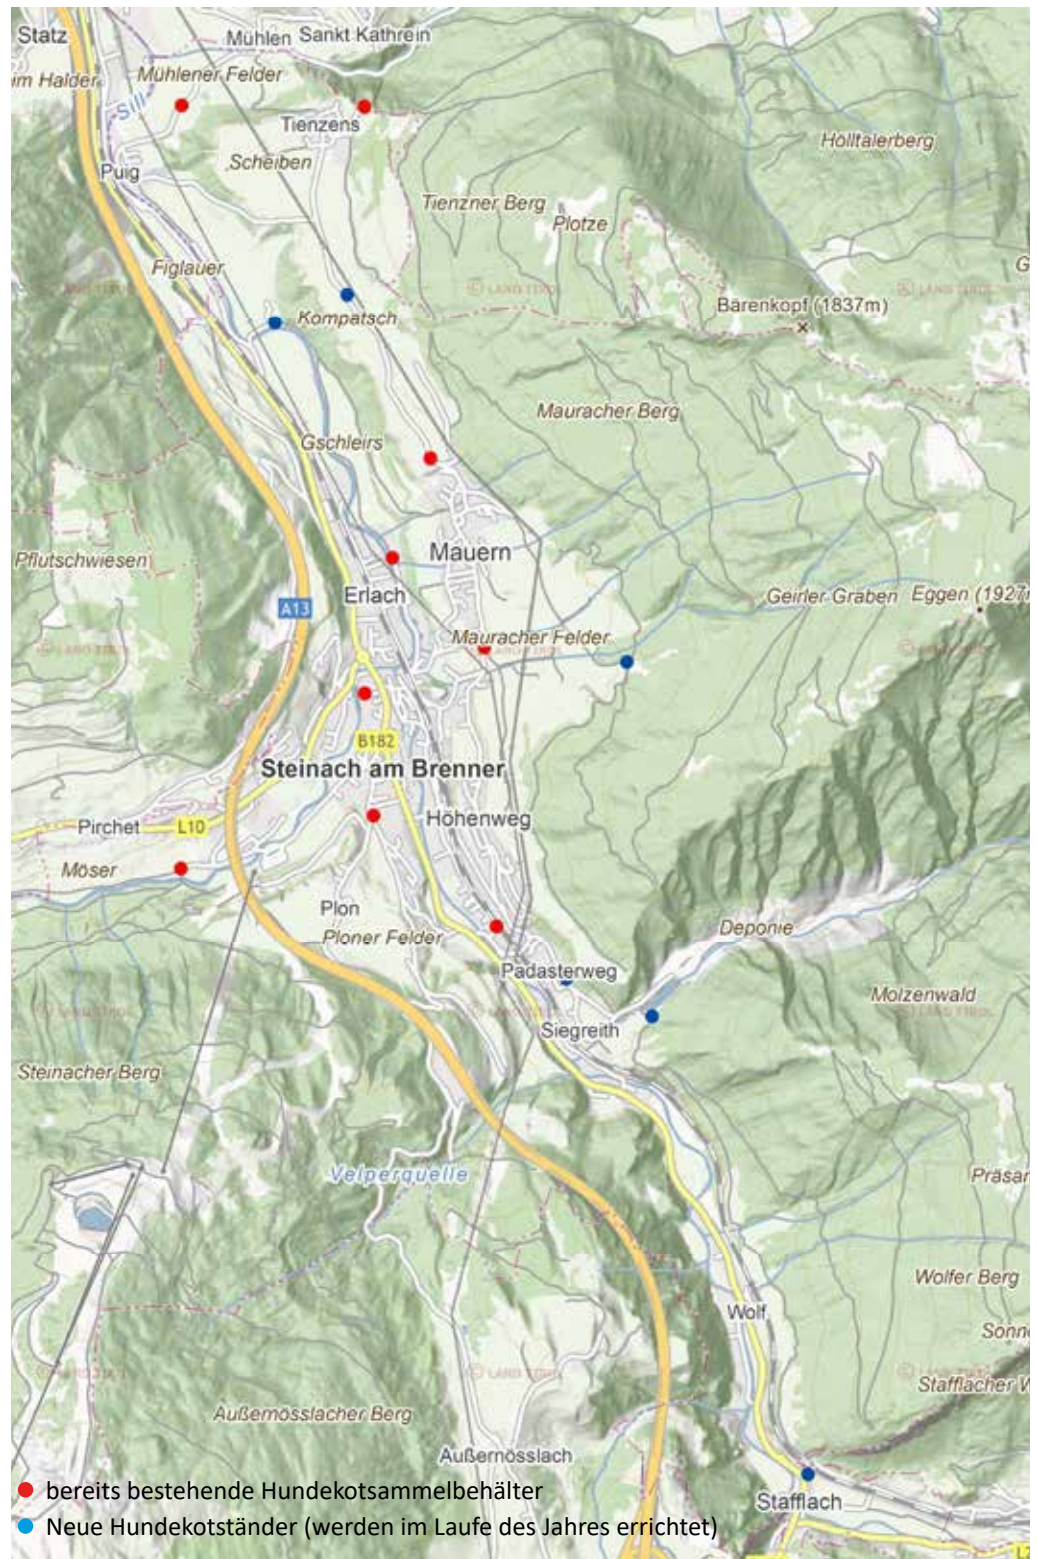 Statz
Mühlen Sankt Kathrein
im Halder
Mühlener Felder
Sill
Tienzens
Hölltalerberg
Puig
Scheiben
Tienzner Berg
Plotze
Figlauer
G
Bärenkopf (1837m)
Kompatsch
Mauracher Berg
Gschleirs
Mauern
Pflutschwiesen
Erlach
Geirler Graben
Eggen (1927
A13
Mauracher Felder
B182
Steinach am Brenner
Höhenweg
Pirchet
L10
Möser
Plon
Ploner Felder
Deponie
Padasterweg
Molzenwald
Siegreith
Steinacher Berg
Velperquelle
Präsar
Wolfer Berg
Wolf
Sonn
Stafflacher W
Außermösslacher Berg
Außernösslach
bereits bestehende Hundekotsammelbehälter
Stafflach
Neue Hundekotständer (werden im Laufe des Jahres errichtet)